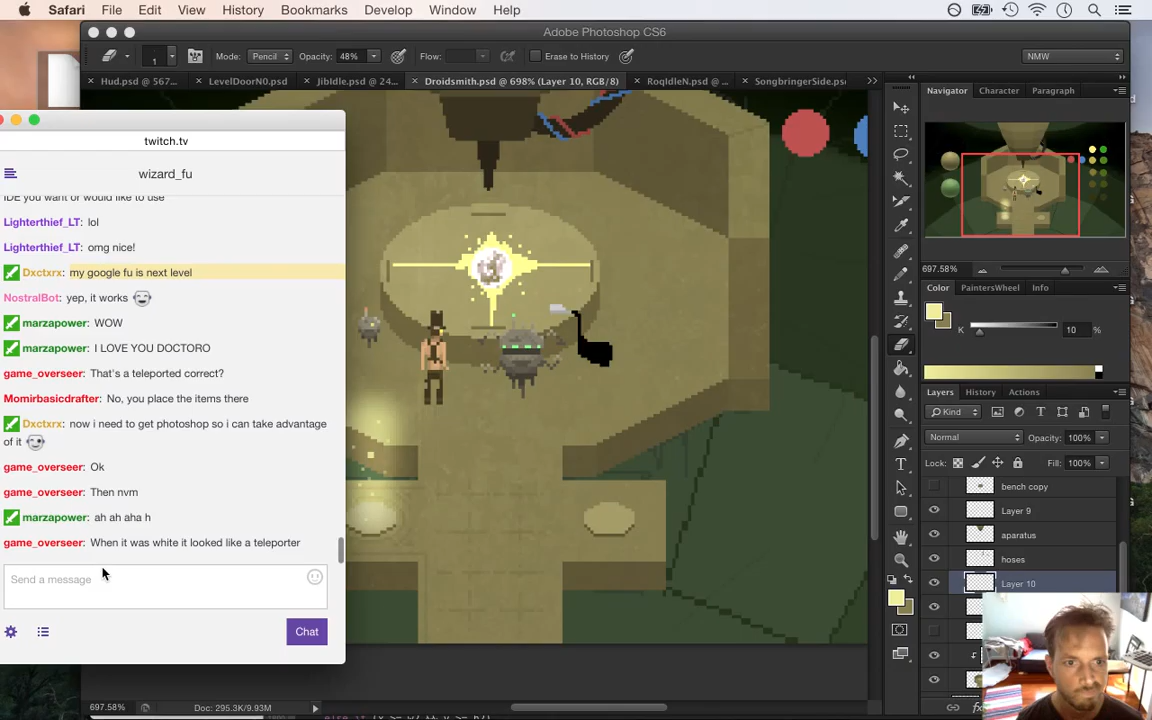 Safari File Edit View History Bookmarks Develop Window Help
Adobe Photoshop CS6
1 Mode: Pencil Opacity: 48% Flow: Erase to History NMW
Hud.psd @ 567... LevelDoorN0.psd JibIdle @ 24... Droidsmith.psd @ 698% (Layer 10, RGB/8) RoqIdleN.psd @ ... SongbringerSide.psd
twitch.tv
wizard_fu
IDE you want or would like to use
Lighterthief_LT: lol
Lighterthief_LT: omg nice!
Dxctxrx: my google fu is next level
NostralBot: yep, it works
marzapower: WOW
marzapower: I LOVE YOU DOCTORO
game_overseer: That's a teleported correct?
Momirbasicdrafter: No, you place the items there
Dxctxrx: now i need to get photoshop so i can take advantage
of it
game_overseer: Ok
game_overseer: Then nvm
marzapower: ah ah aha h
game_overseer: When it was white it looked like a teleporter
Send a message
Chat
Navigator Character Paragraph
697.58%
Color PaintersWheel Info
K 10 %
Layers History Actions
Kind
Normal Opacity: 100%
Lock: Fill: 100%
bench copy
Layer 9
aparatus
hoses
Layer 10
697.58% Doc: 295.3K/9.93M